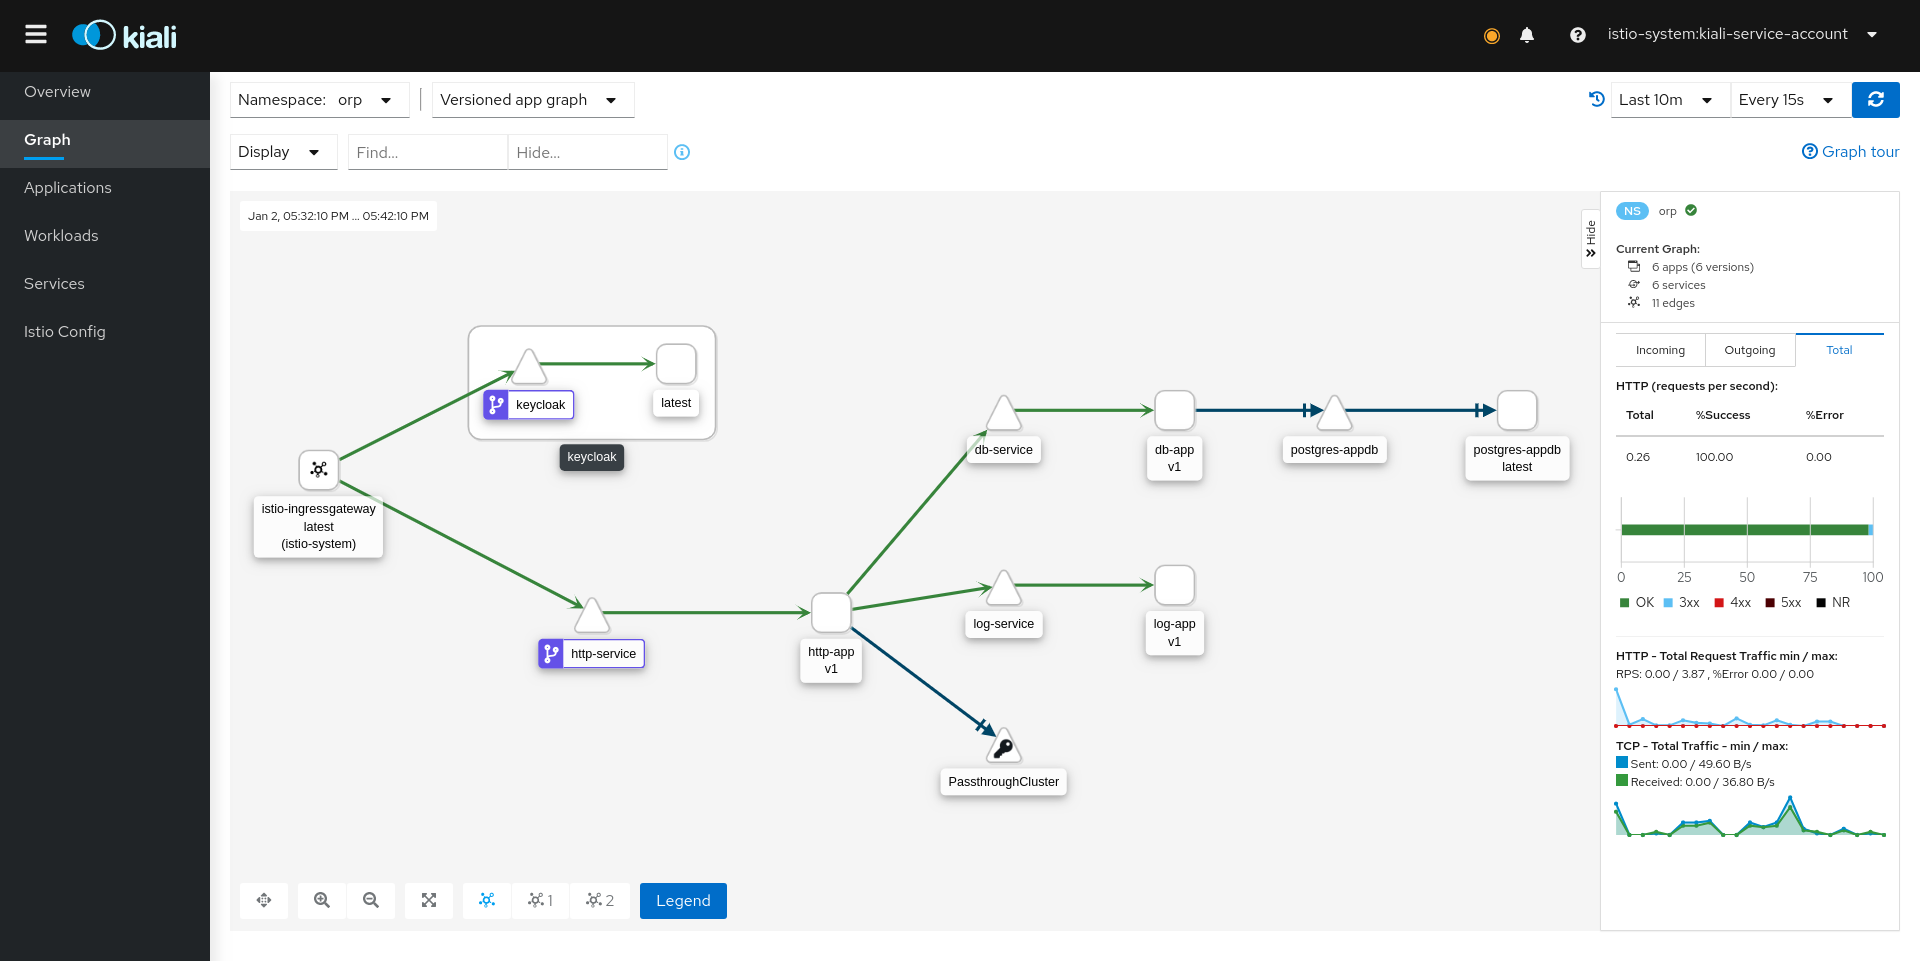 kiali
istio-system:kiali-service-account
Overview
Graph
Applications
Workloads
Services
Istio Config
Namespace: orp
Versioned app graph
Last 10m
Every 15s
Display
Find...
Hide...
Graph tour
Jan 2, 05:32:10 PM ... 05:42:10 PM
Hide
keycloak
latest
keycloak
istio-ingressgateway
latest
(istio-system)
http-service
http-app
v1
db-service
db-app
v1
postgres-appdb
postgres-appdb
latest
log-service
log-app
v1
PassthroughCluster
1
2
Legend
NS orp
Current Graph:
6 apps (6 versions)
6 services
11 edges
Incoming Outgoing Total
HTTP (requests per second):
Total %Success %Error
0.26 100.00 0.00
0 25 50 75 100
OK 3xx 4xx 5xx NR
HTTP - Total Request Traffic min / max:
RPS: 0.00 / 3.87 , %Error 0.00 / 0.00
TCP - Total Traffic - min / max:
Sent: 0.00 / 49.60 B/s
Received: 0.00 / 36.80 B/s